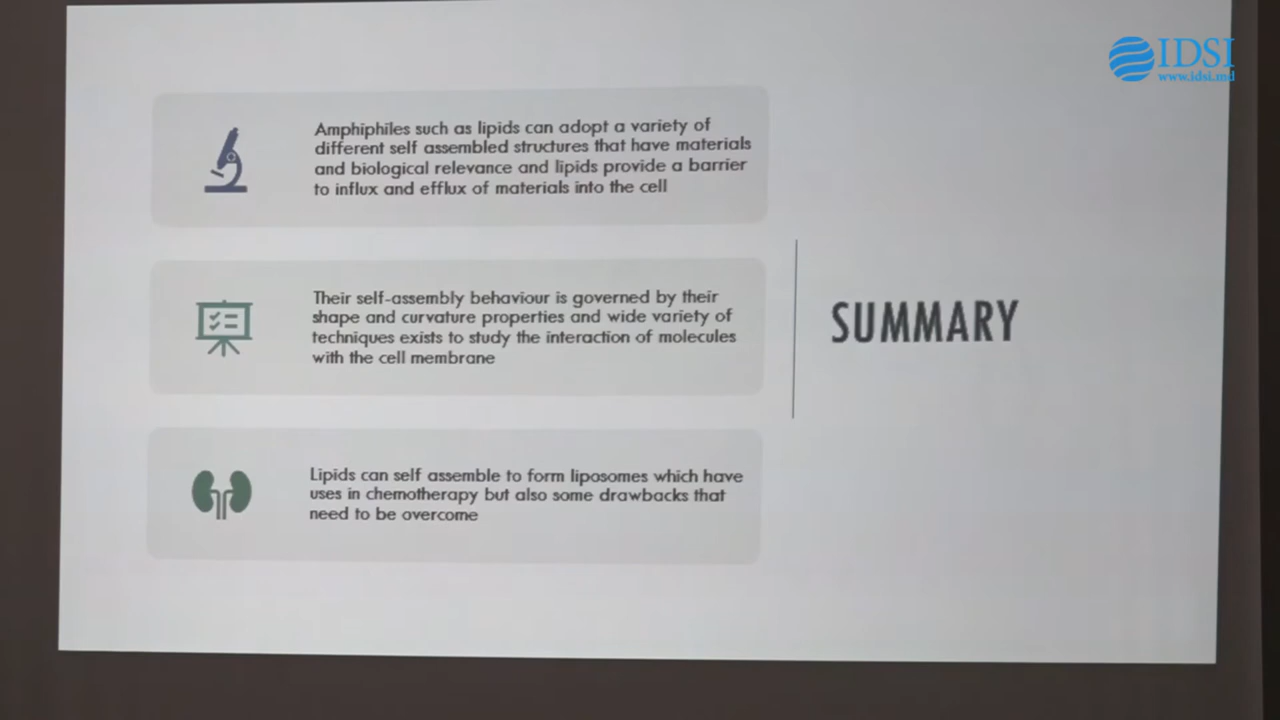 IDSI
www.idsi.md
Amphiphiles such as lipids can adopt a variety of
different self assembled structures that have materials
and biological relevance and lipids provide a barrier
to influx and efflux of materials into the cell
Their self-assembly behaviour is governed by their
shape and curvature properties and wide variety of
techniques exists to study the interaction of molecules
with the cell membrane
Lipids can self assemble to form liposomes which have
uses in chemotherapy but also some drawbacks that
need to be overcome
SUMMARY